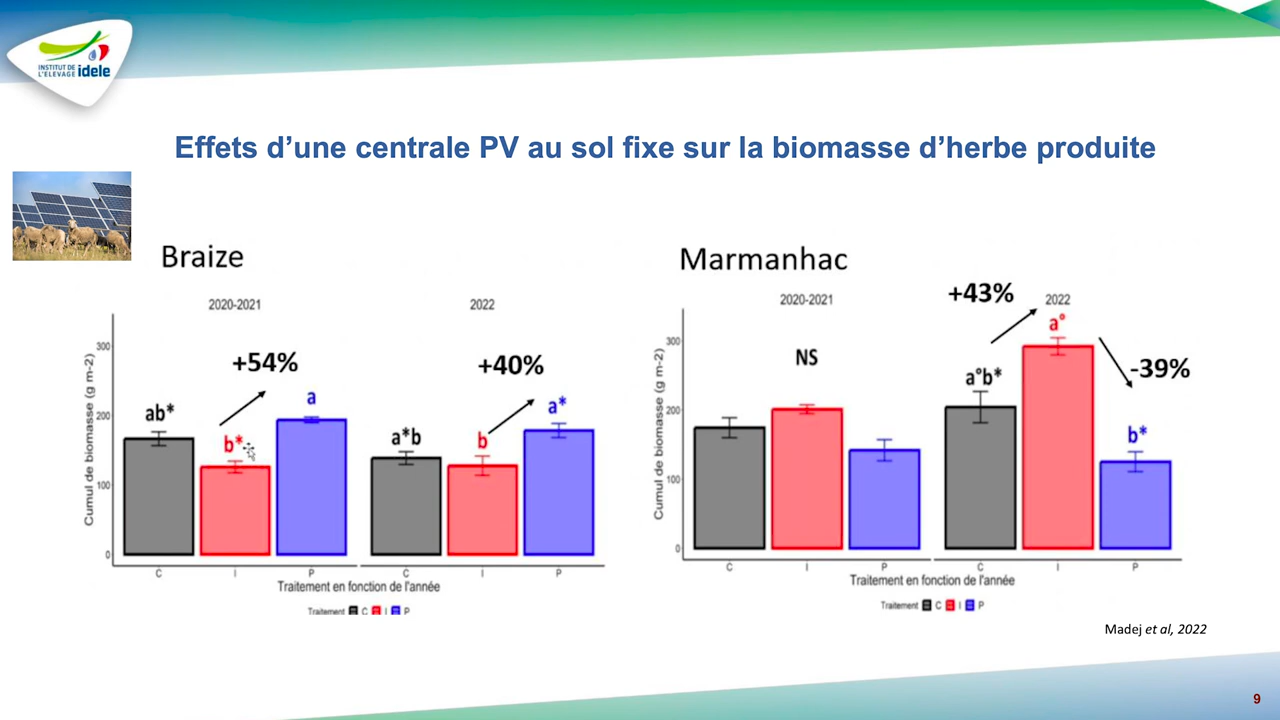 INSTITUT DE
L'ELEVAGE idele
Effets d'une centrale PV au sol fixe sur la biomasse d'herbe produite
Braize
2020-2021
2022
Cumul de biomasse (g m-2)
300
200
100
0
+54%
+40%
ab*
b*
a
a*b
b
a*
C I P C I P
Traitement en fonction de l'année
Traitement C I P
Marmanhac
2020-2021
2022
Cumul de biomasse (g m-2)
300
200
100
0
NS
+43%
-39%
a°b*
a°
b*
C I P C I P
Traitement en fonction de l'année
Traitement C I P
Madej et al, 2022
9